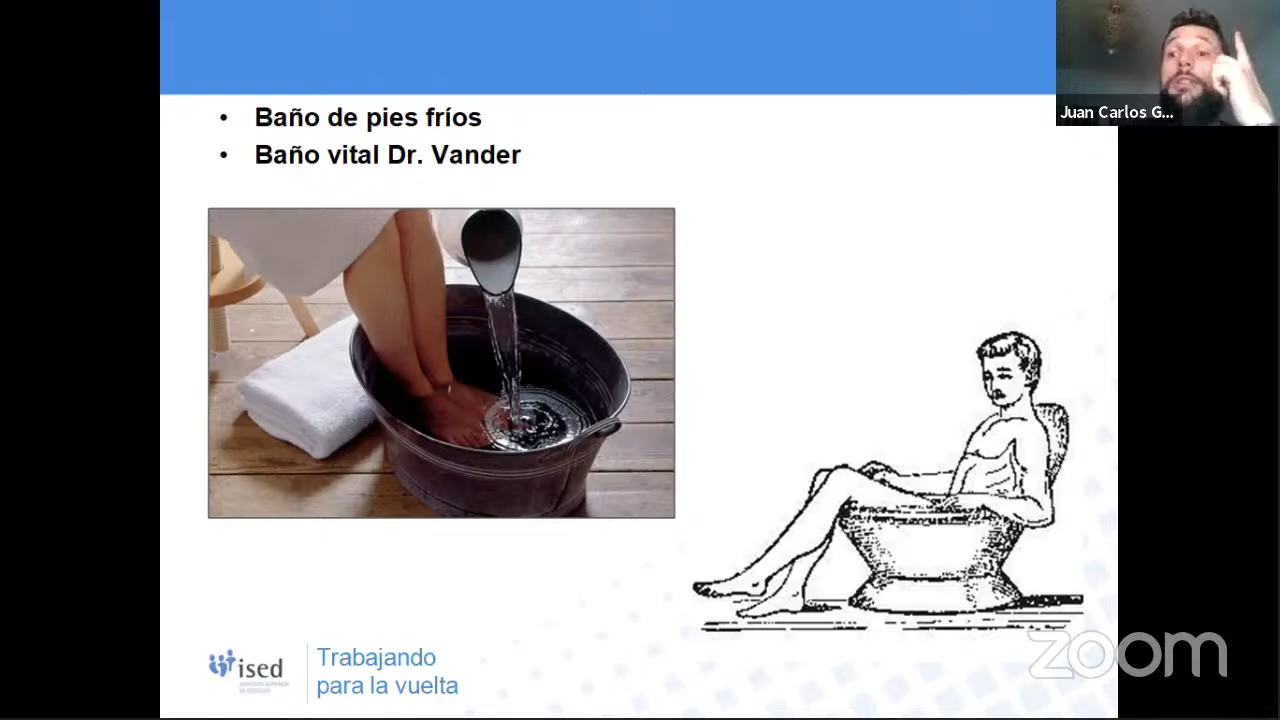 Baño de pies fríos
Baño vital Dr. Vander
Juan Carlos G...
ised
Trabajando
para la vuelta
zoom